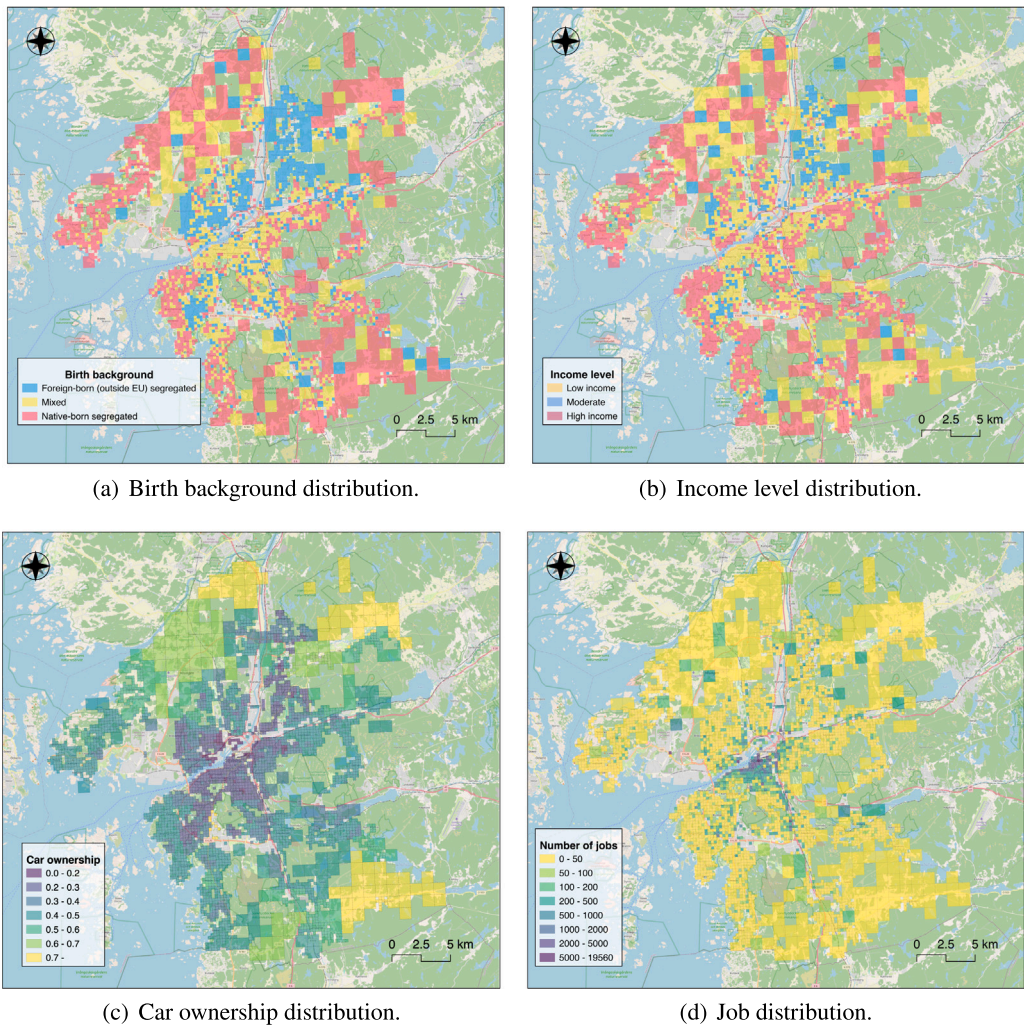 Birth background
Foreign-born (outside EU) segregated
Mixed
Native-born segregated
0 2.5 5 km
Income level
Low income
Moderate
High income
0 2.5 5 km
(a) Birth background distribution.
(b) Income level distribution.
Car ownership
0.0 - 0.2
0.2 - 0.3
0.3 - 0.4
0.4 - 0.5
0.5 - 0.6
0.6 - 0.7
0.7 -
0 2.5 5 km
Number of jobs
0 - 50
50 - 100
100 - 200
200 - 500
500 - 1000
1000 - 2000
2000 - 5000
5000 - 19560
0 2.5 5 km
(c) Car ownership distribution.
(d) Job distribution.